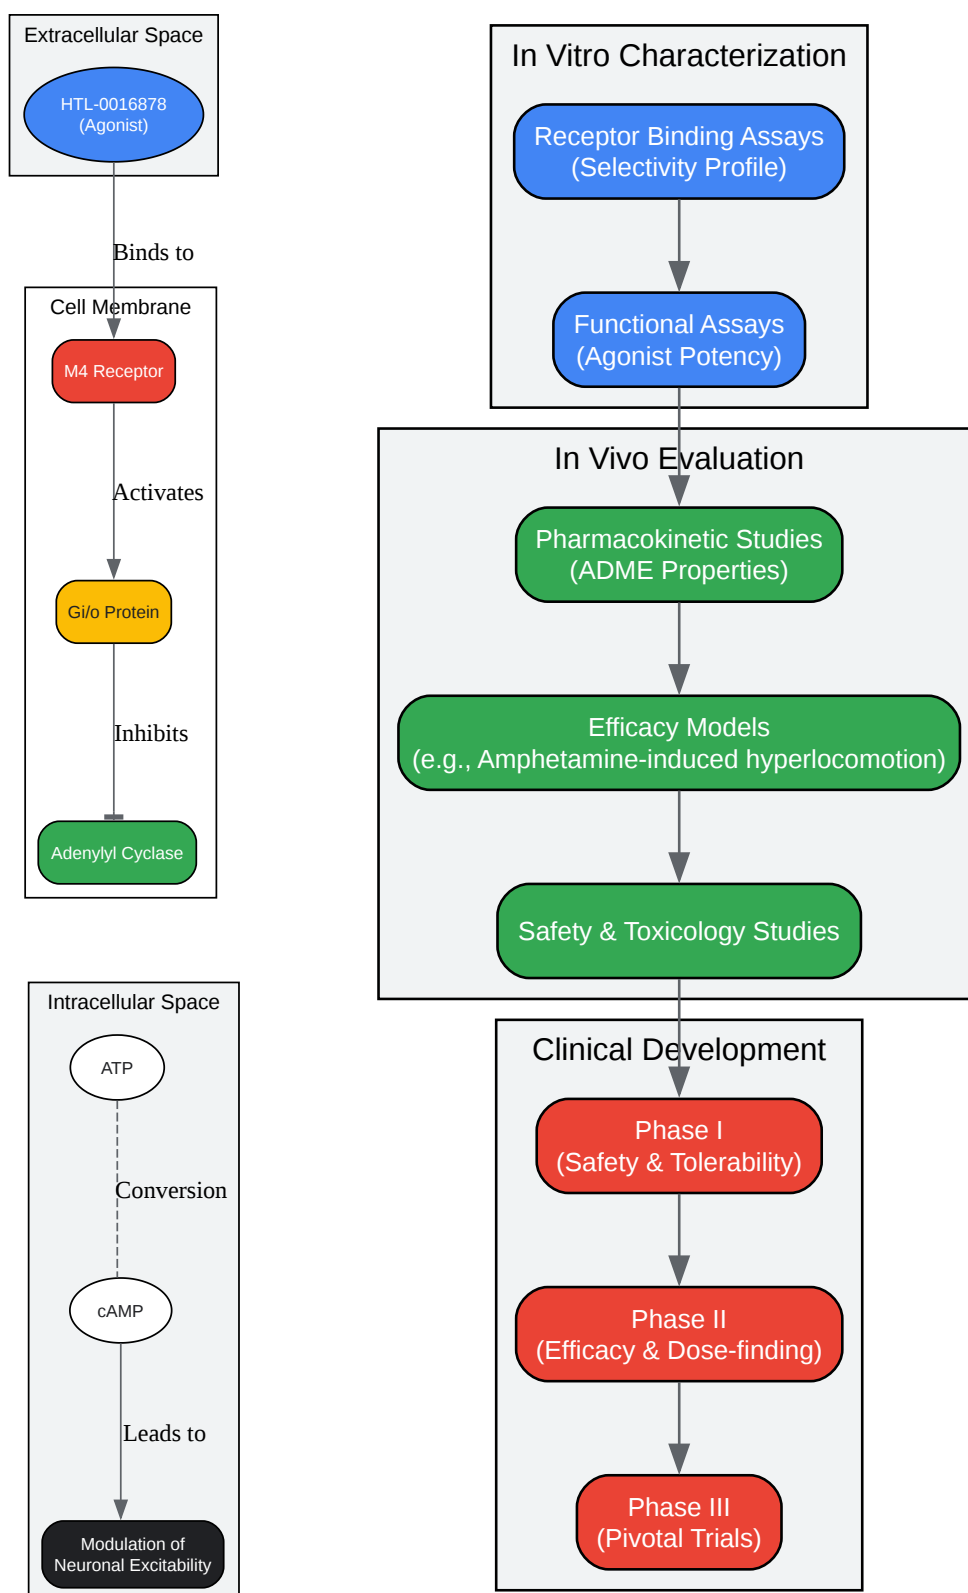 Extracellular Space
HTL-0016878
(Agonist)
Binds to
Cell Membrane
M4 Receptor
Activates
Gi/o Protein
Inhibits
Adenylyl Cyclase
Intracellular Space
ATP
Conversion
cAMP
Leads to
Modulation of
Neuronal Excitability
In Vitro Characterization
Receptor Binding Assays
(Selectivity Profile)
Functional Assays
(Agonist Potency)
In Vivo Evaluation
Pharmacokinetic Studies
(ADME Properties)
Efficacy Models
(e.g., Amphetamine-induced hyperlocomotion)
Safety & Toxicology Studies
Clinical Development
Phase I
(Safety & Tolerability)
Phase II
(Efficacy & Dose-finding)
Phase III
(Pivotal Trials)